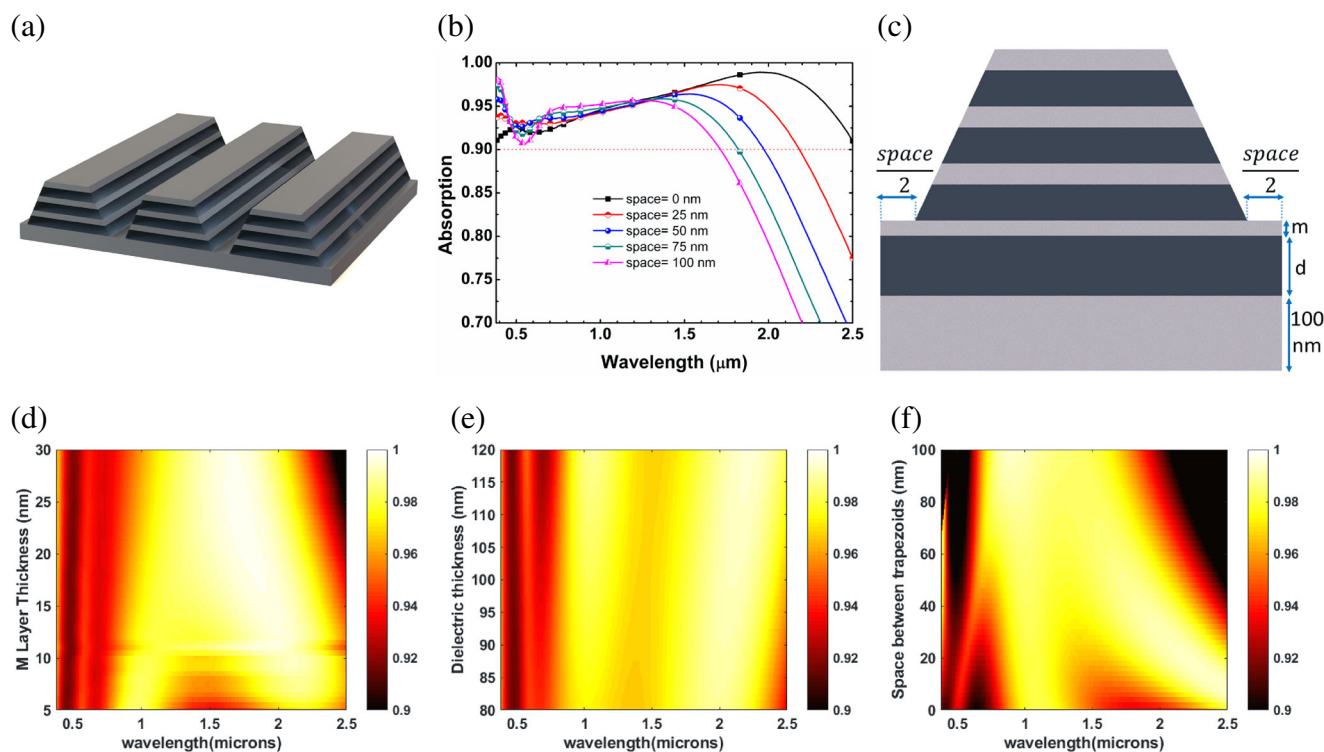 (a)
(b)
1.00
0.95
0.90
0.85
0.80
0.75
0.70
Absorption
space= 0 nm
space= 25 nm
space= 50 nm
space= 75 nm
space= 100 nm
0.5 1.0 1.5 2.0 2.5
Wavelength (μm)
(c)
space
2
space
2
m
d
100
nm
(d)
30
25
20
15
10
5
M Layer Thickness (nm)
0.5 1 1.5 2 2.5
wavelength(microns)
1
0.98
0.96
0.94
0.92
0.9
(e)
120
115
110
105
100
95
90
85
80
Dielectric thickness (nm)
0.5 1 1.5 2 2.5
wavelength(microns)
1
0.98
0.96
0.94
0.92
0.9
(f)
100
80
60
40
20
0
Space between trapezoids (nm)
0.5 1 1.5 2 2.5
wavelength(microns)
1
0.98
0.96
0.94
0.92
0.9